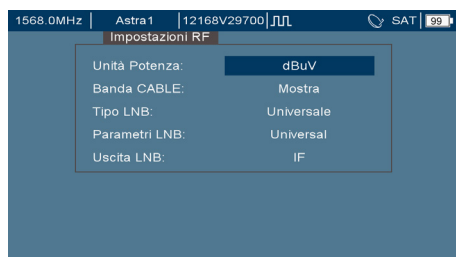 1568.0MHz Astra1 12168V29700 SAT 99
Impostazioni RF
Unità Potenza: dBuV
Banda CABLE: Mostra
Tipo LNB: Universale
Parametri LNB: Universal
Uscita LNB: IF